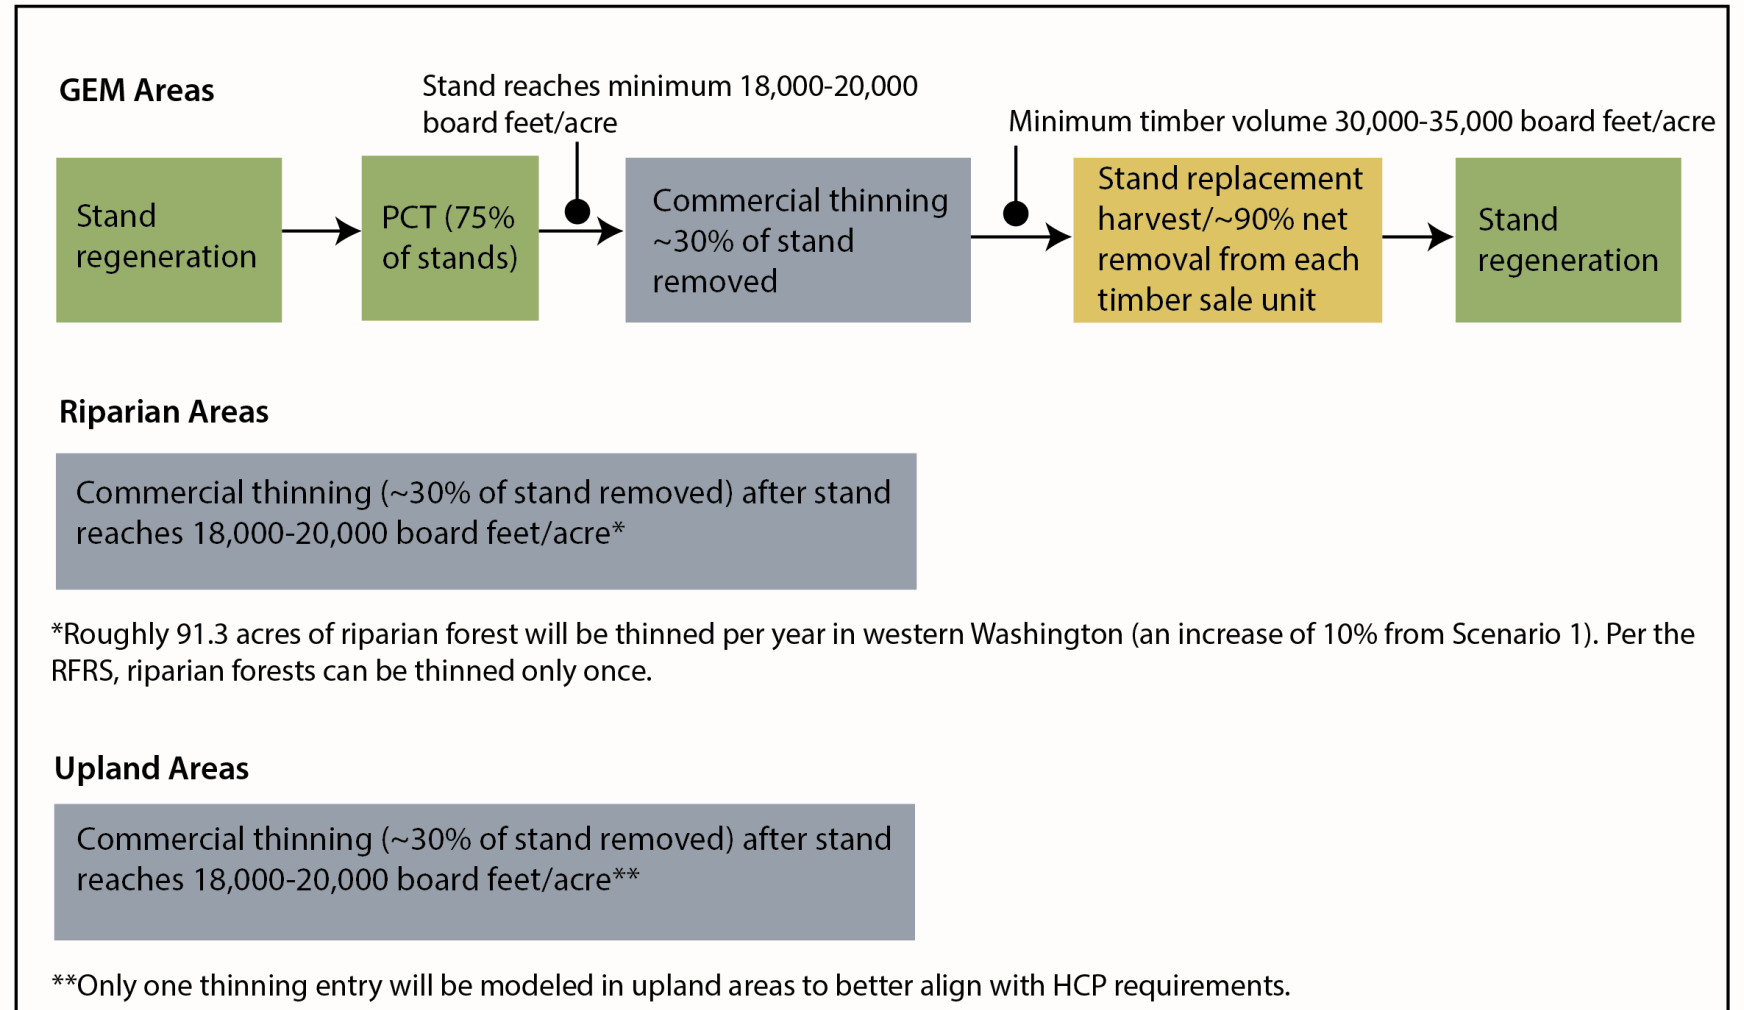 GEM Areas
Stand reaches minimum 18,000-20,000
board feet/acre
Minimum timber volume 30,000-35,000 board feet/acre
Stand
regeneration
PCT (75%
of stands)
Commercial thinning
~30% of stand
removed
Stand replacement
harvest/~90% net
removal from each
timber sale unit
Stand
regeneration
Riparian Areas
Commercial thinning (~30% of stand removed) after stand
reaches 18,000-20,000 board feet/acre*
*Roughly 91.3 acres of riparian forest will be thinned per year in western Washington (an increase of 10% from Scenario 1). Per the
RFRS, riparian forests can be thinned only once.
Upland Areas
Commercial thinning (~30% of stand removed) after stand
reaches 18,000-20,000 board feet/acre**
**Only one thinning entry will be modeled in upland areas to better align with HCP requirements.